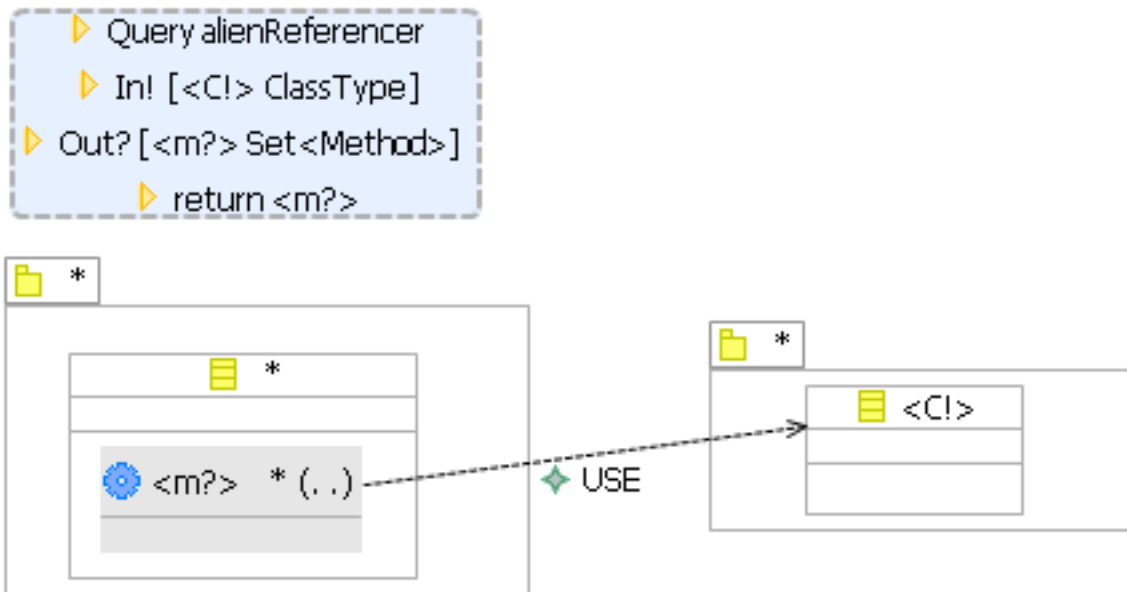 Query alienReferencer
In! [<C!> ClassType]
Out? [<m?> Set<Method>]
return <m?>
*
*
*
<C!>
<m?> * (. .)
USE